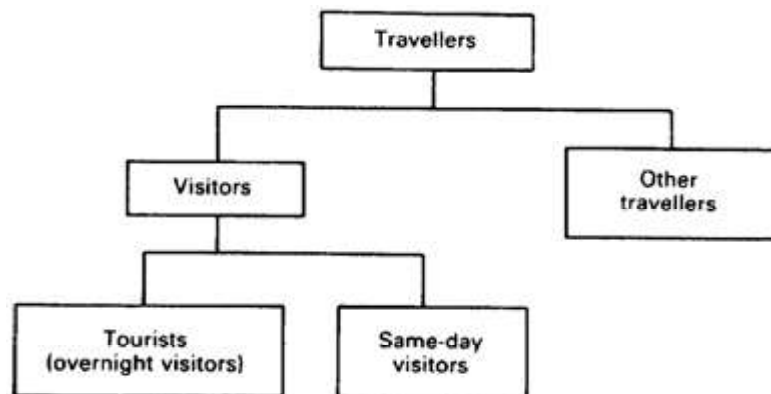 Travellers
Visitors
Other
travellers
Tourists
(overnight visitors)
Same-day
visitors